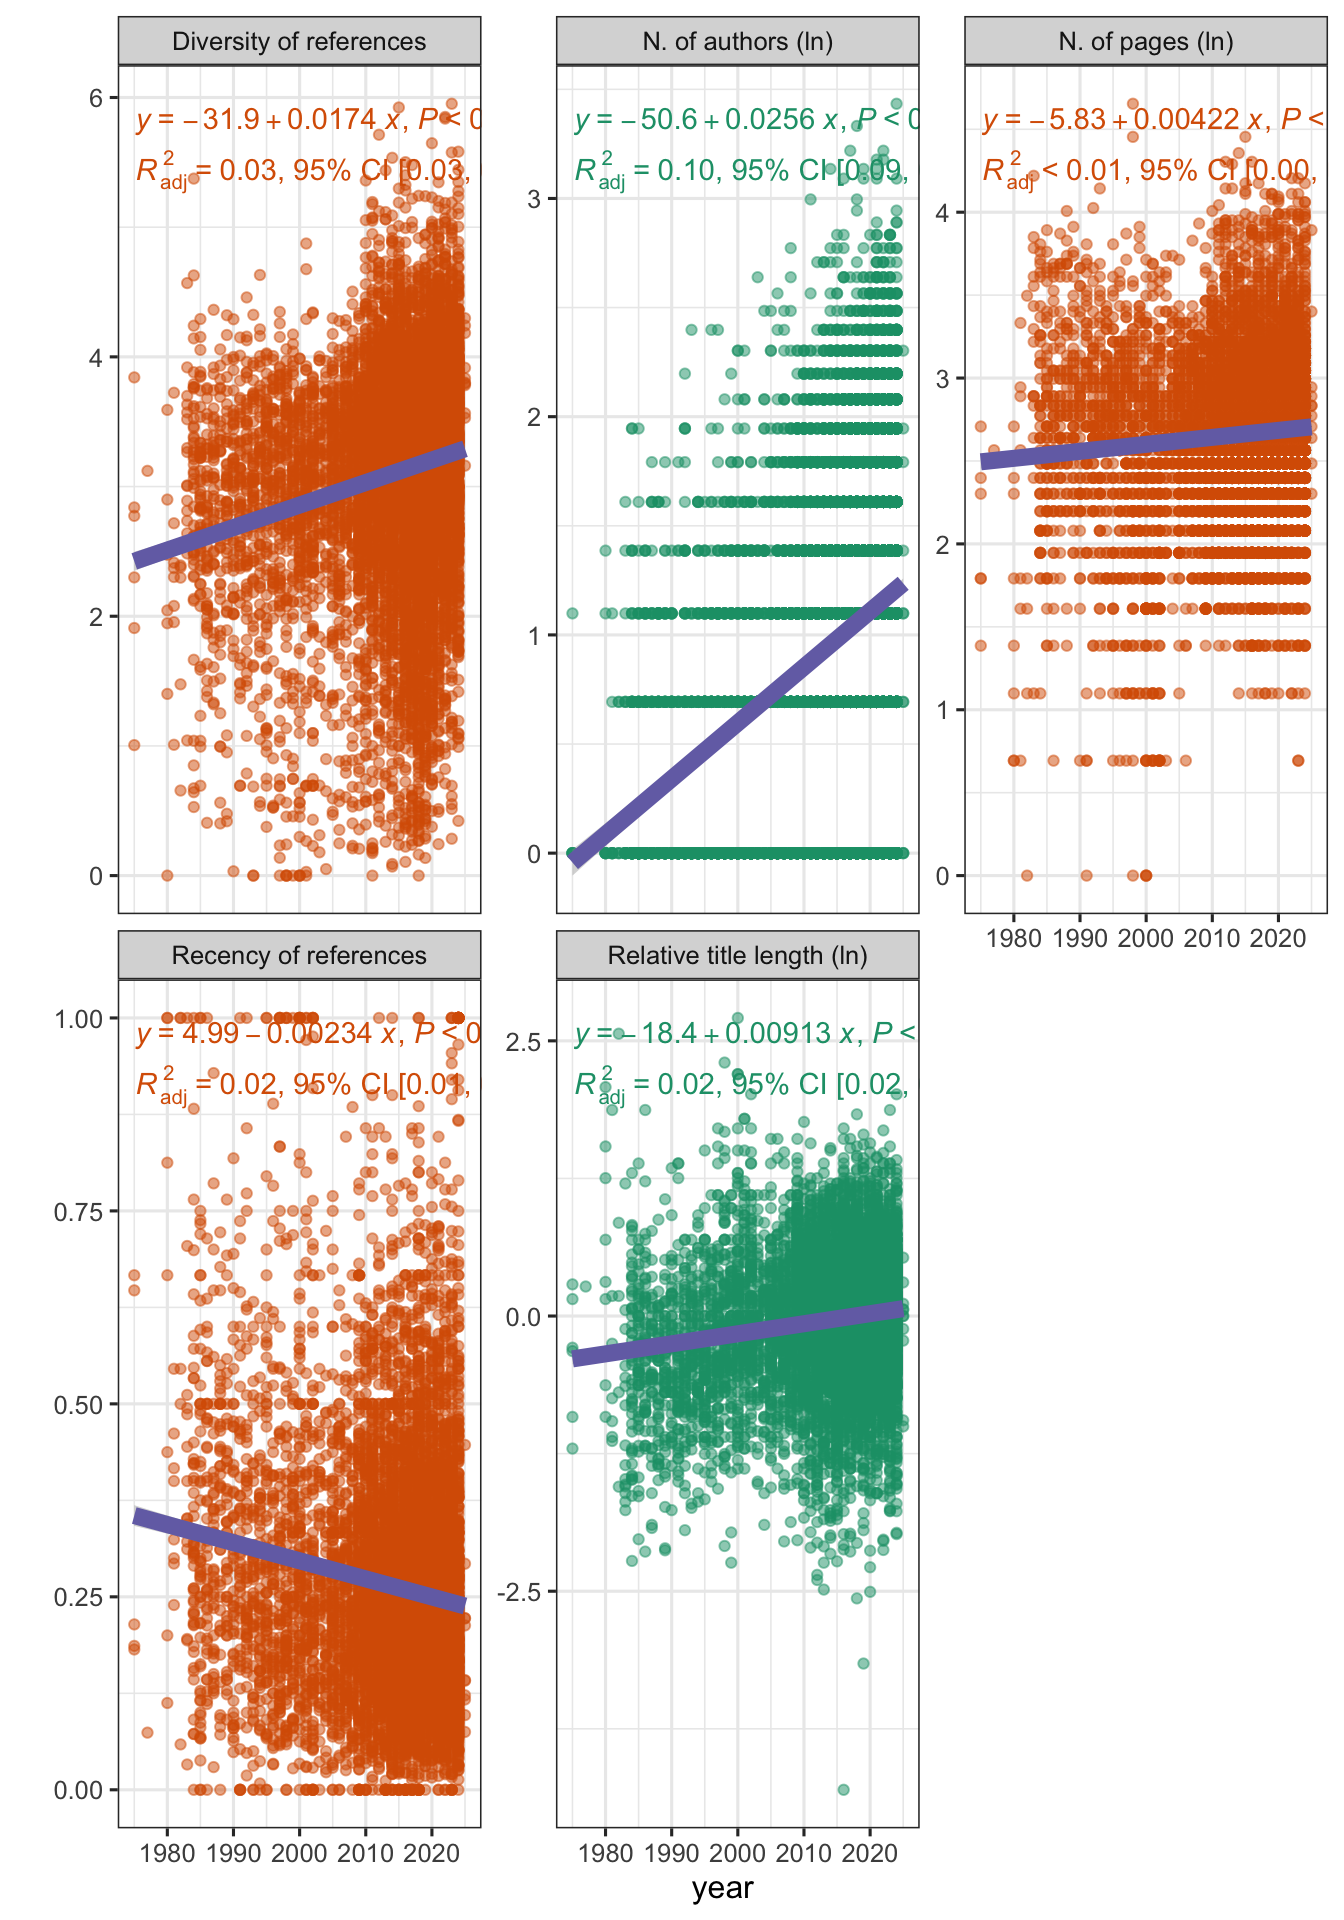 Diversity of references
y = −31.9 + 0.0174 x, P < 0
R²adj = 0.03, 95% CI [0.03,
6
4
2
0
N. of authors (ln)
y = −50.6 + 0.0256 x, P < 0
R²adj = 0.10, 95% CI [0.09,
3
2
1
0
N. of pages (ln)
y = −5.83 + 0.00422 x, P <
R²adj < 0.01, 95% CI [0.00,
4
3
2
1
0
1980 1990 2000 2010 2020
Recency of references
y = 4.99 − 0.00234 x, P < 0
R²adj = 0.02, 95% CI [0.01,
1.00
0.75
0.50
0.25
0.00
1980 1990 2000 2010 2020
Relative title length (ln)
y = −18.4 + 0.00913 x, P <
R²adj = 0.02, 95% CI [0.02,
2.5
0.0
-2.5
1980 1990 2000 2010 2020
year